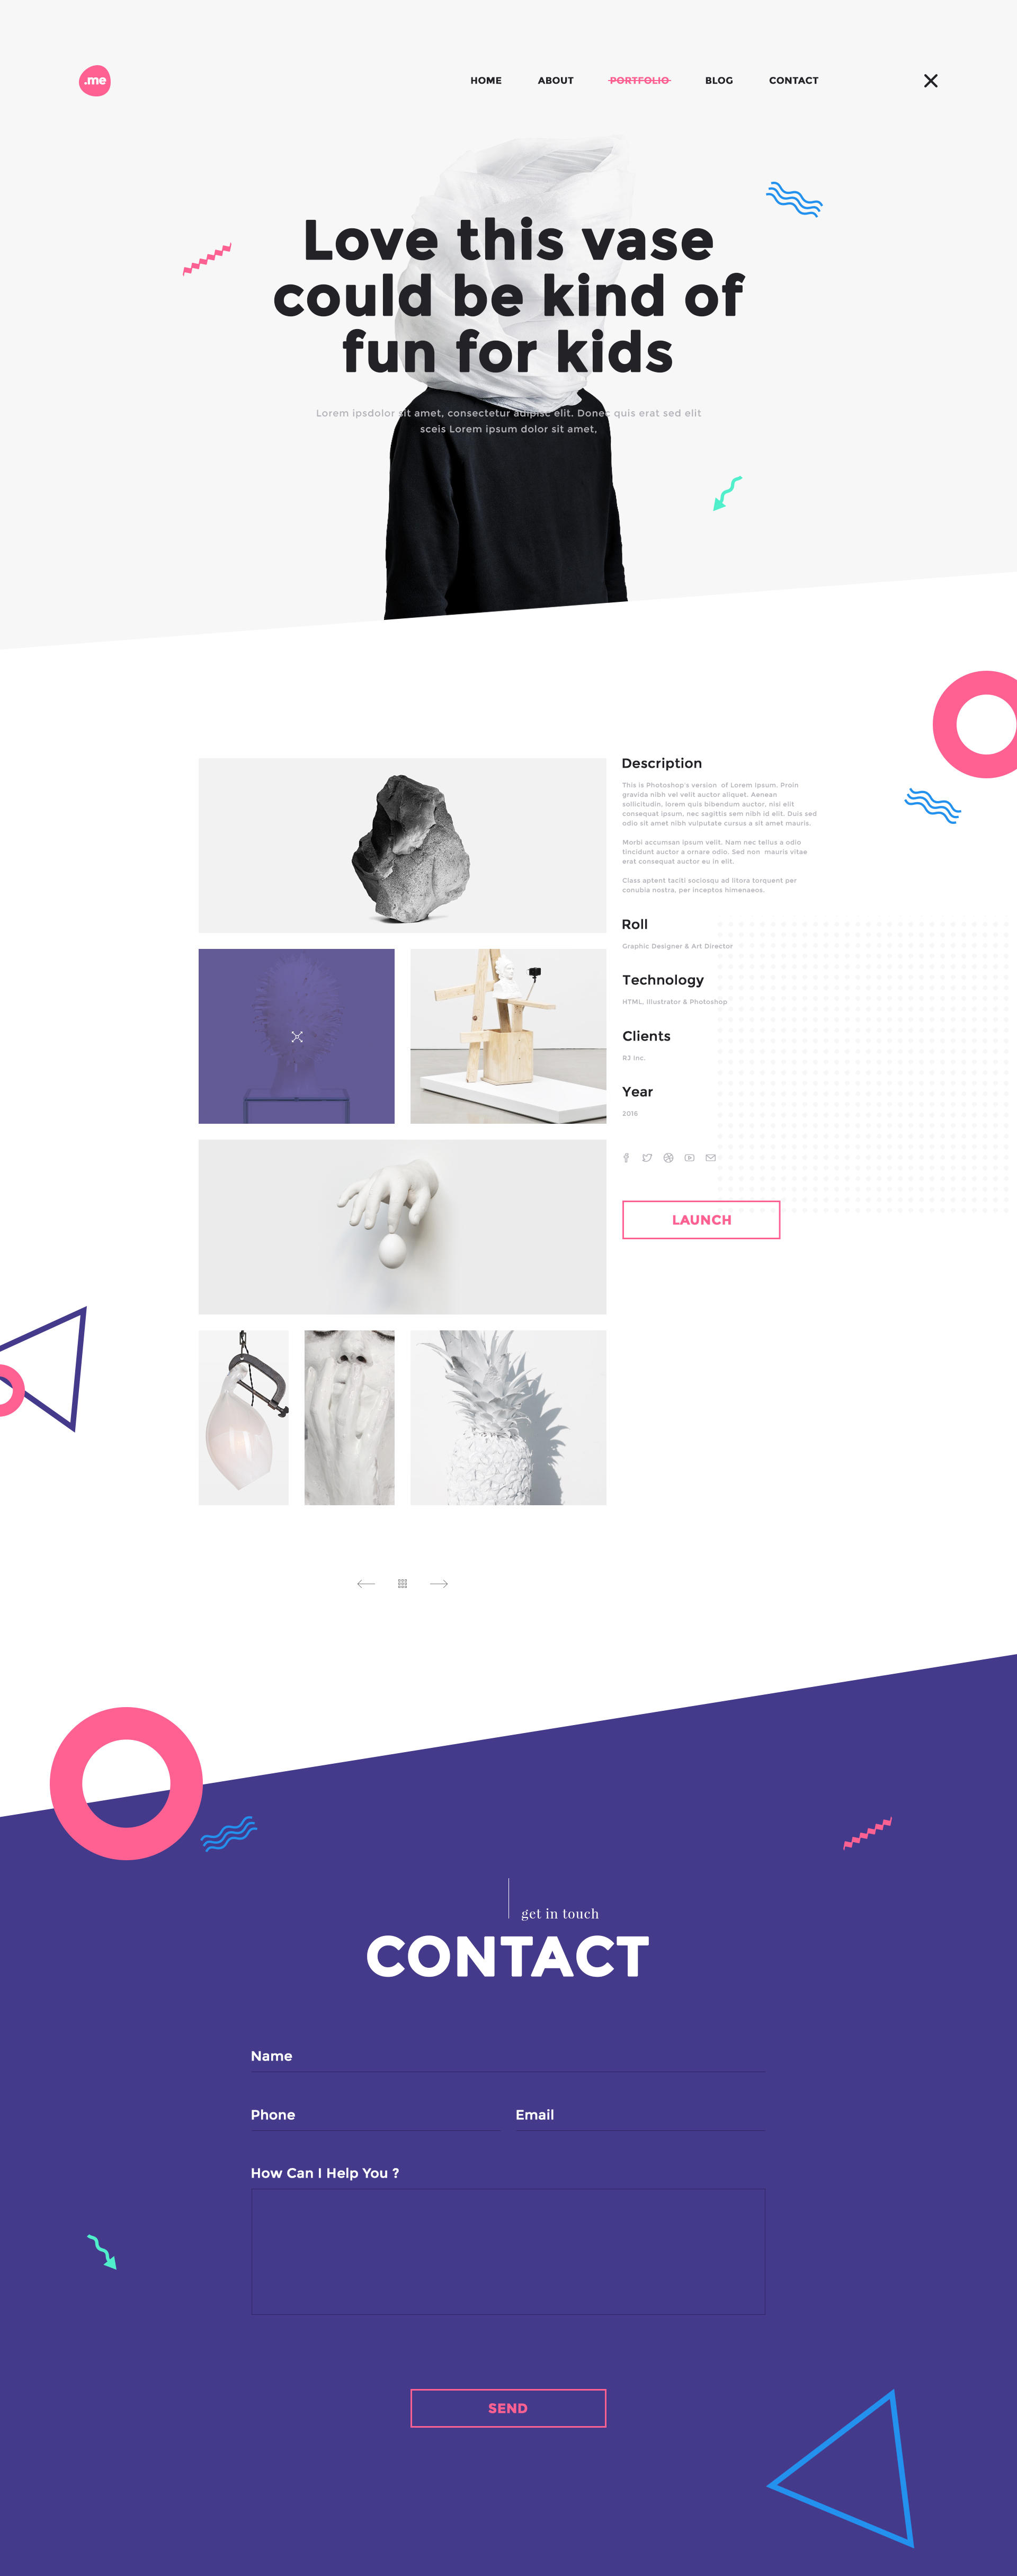 .me
HOME ABOUT PORTFOLIO BLOG CONTACT
Love this vase
could be kind of
fun for kids
Lorem ipsdolor sit amet, consectetur adipisc elit. Donec quis erat sed elit
sceis Lorem ipsum dolor sit amet,
Description
This is Photoshop's version of Lorem Ipsum. Proin
gravida nibh vel velit auctor aliquet. Aenean
sollicitudin, lorem quis bibendum auctor, nisi elit
consequat ipsum, nec sagittis sem nibh id elit. Duis sed
odio sit amet nibh vulputate cursus a sit amet mauris.
Morbi accumsan ipsum velit. Nam nec tellus a odio
tincidunt auctor a ornare odio. Sed non mauris vitae
erat consequat auctor eu in elit.
Class aptent taciti sociosqu ad litora torquent per
conubia nostra, per inceptos himenaeos.
Roll
Graphic Designer & Art Director
Technology
HTML, Illustrator & Photoshop
Clients
RJ Inc.
Year
2016
LAUNCH
get in touch
CONTACT
Name
Phone Email
How Can I Help You ?
SEND